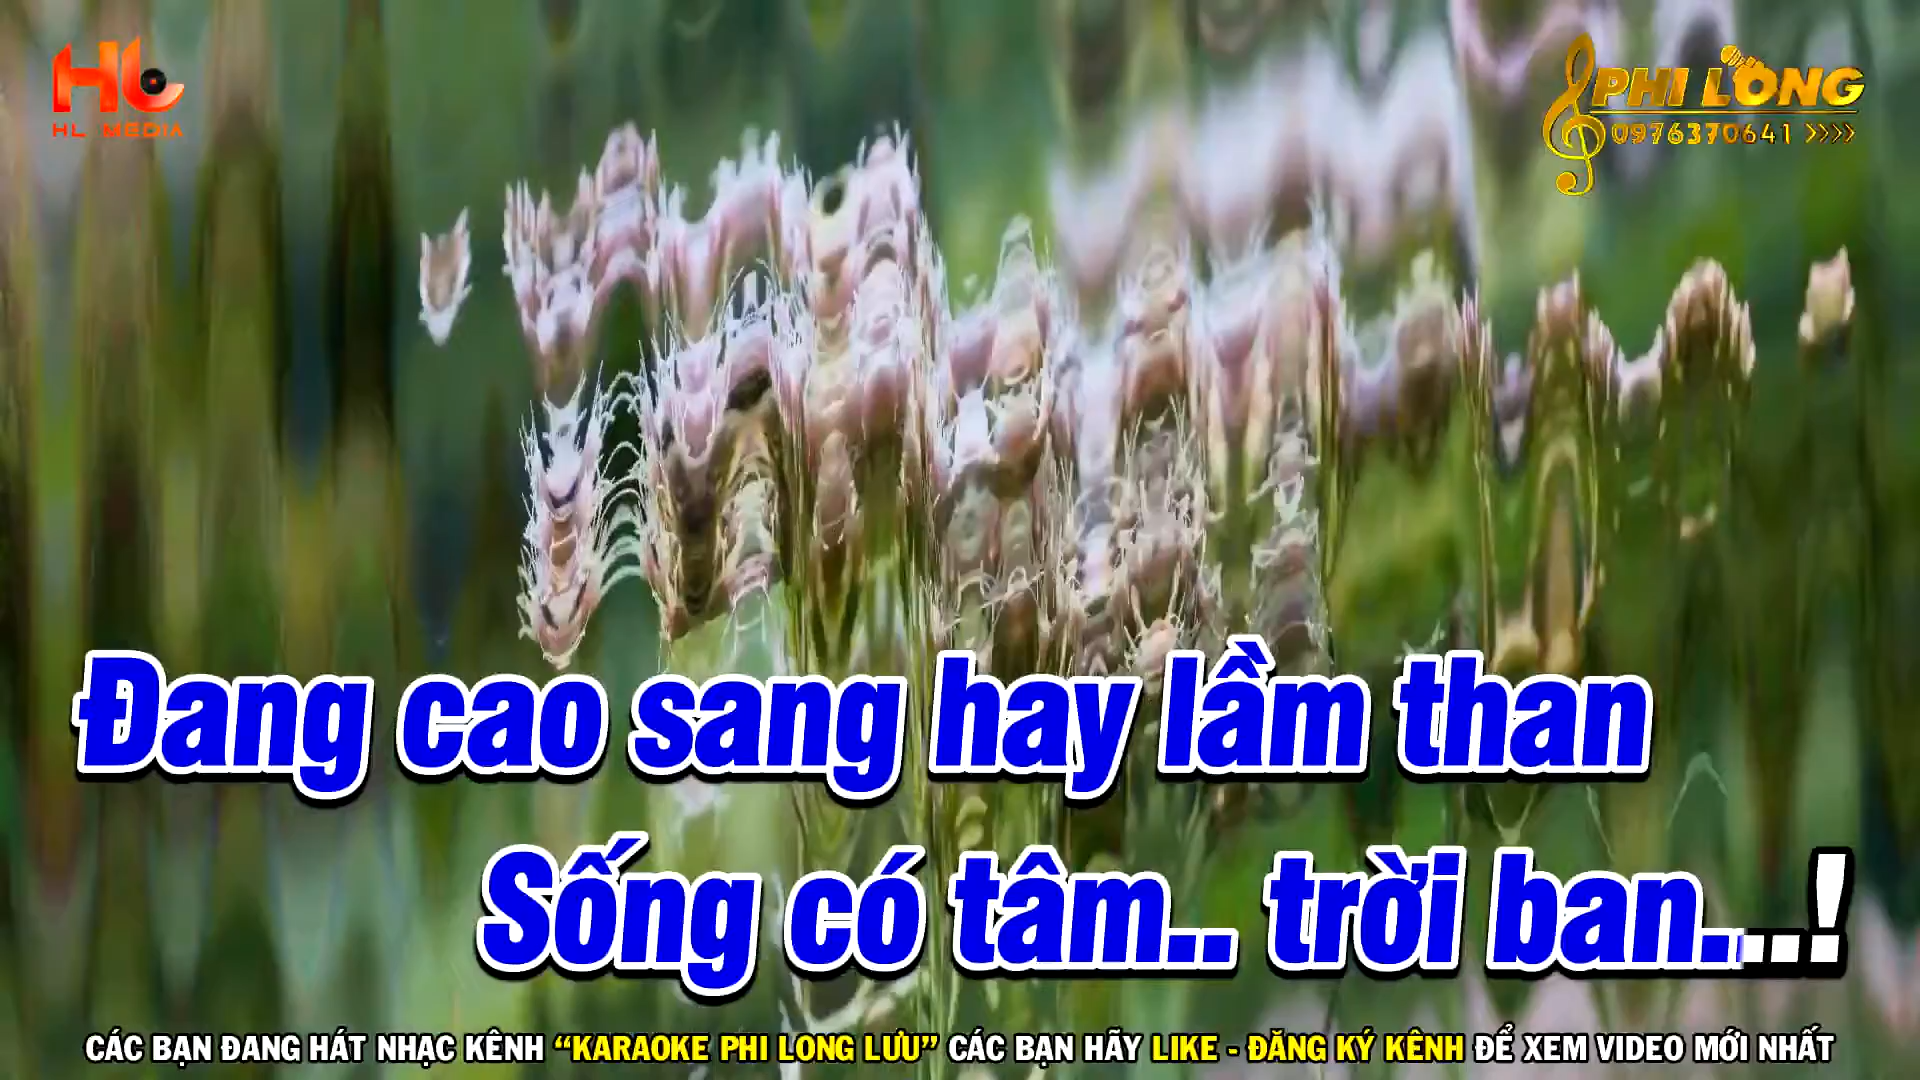 HL MEDIA
PHI LONG
0976370641 >>>>
Đang cao sang hay lầm than
Sống có tâm.. trời ban...!
CÁC BẠN ĐANG HÁT NHẠC KÊNH “KARAOKE PHI LONG LƯU” CÁC BẠN HÃY LIKE - ĐĂNG KÝ KÊNH ĐỂ XEM VIDEO MỚI NHẤT